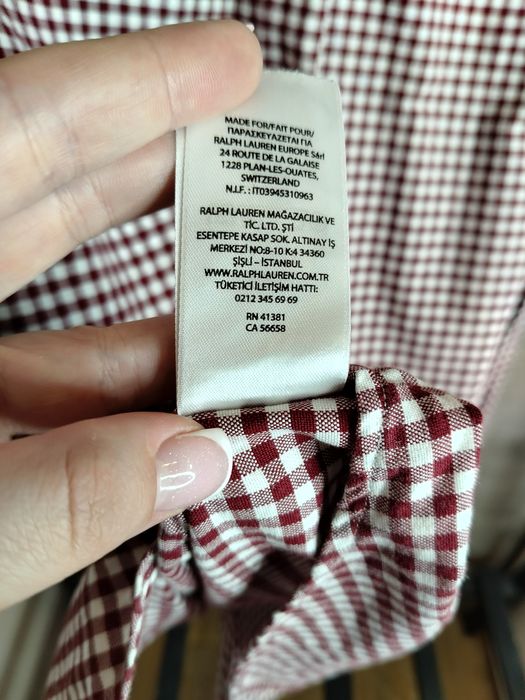 MADE FOR/FAIT POUR/
ΠΑΡΑΣΚΕΥΑΖΕΤΑΙ ΓΙΑ
RALPH LAUREN EUROPE Sárl
24 ROUTE DE LA GALAISE
1228 PLAN-LES-OUATES,
SWITZERLAND
N.I.F. : IT03945310963
RALPH LAUREN MAĞAZACILIK VE
TİC. LTD. ŞTİ
ESENTEPE KASAP SOK. ALTINAY İŞ
MERKEZİ NO:8-10 K:4 34360
ŞİŞLİ – İSTANBUL
WWW.RALPHLAUREN.COM.TR
TÜKETİCİ İLETİŞİM HATTI:
0212 345 69 69
RN 41381
CA 56658